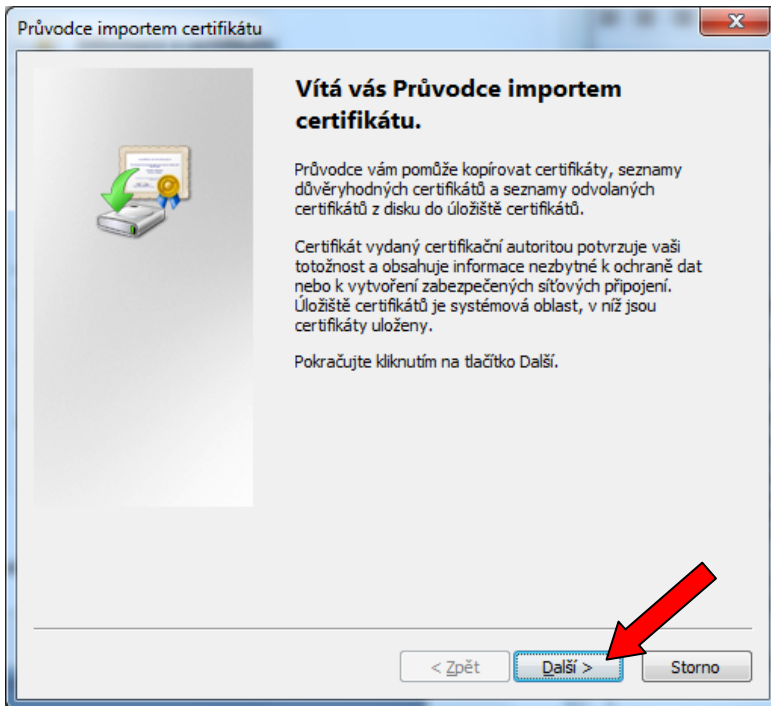 Průvodce importem certifikátu
Vítá vás Průvodce importem
certifikátu.
Průvodce vám pomůže kopírovat certifikáty, seznamy
důvěryhodných certifikátů a seznamy odvolaných
certifikátů z disku do úložiště certifikátů.
Certifikát vydaný certifikační autoritou potvrzuje vaši
totožnost a obsahuje informace nezbytné k ochraně dat
nebo k vytvoření zabezpečených síťových připojení.
Úložiště certifikátů je systémová oblast, v níž jsou
certifikáty uloženy.
Pokračujte kliknutím na tlačítko Další.
< Zpět
Další >
Storno